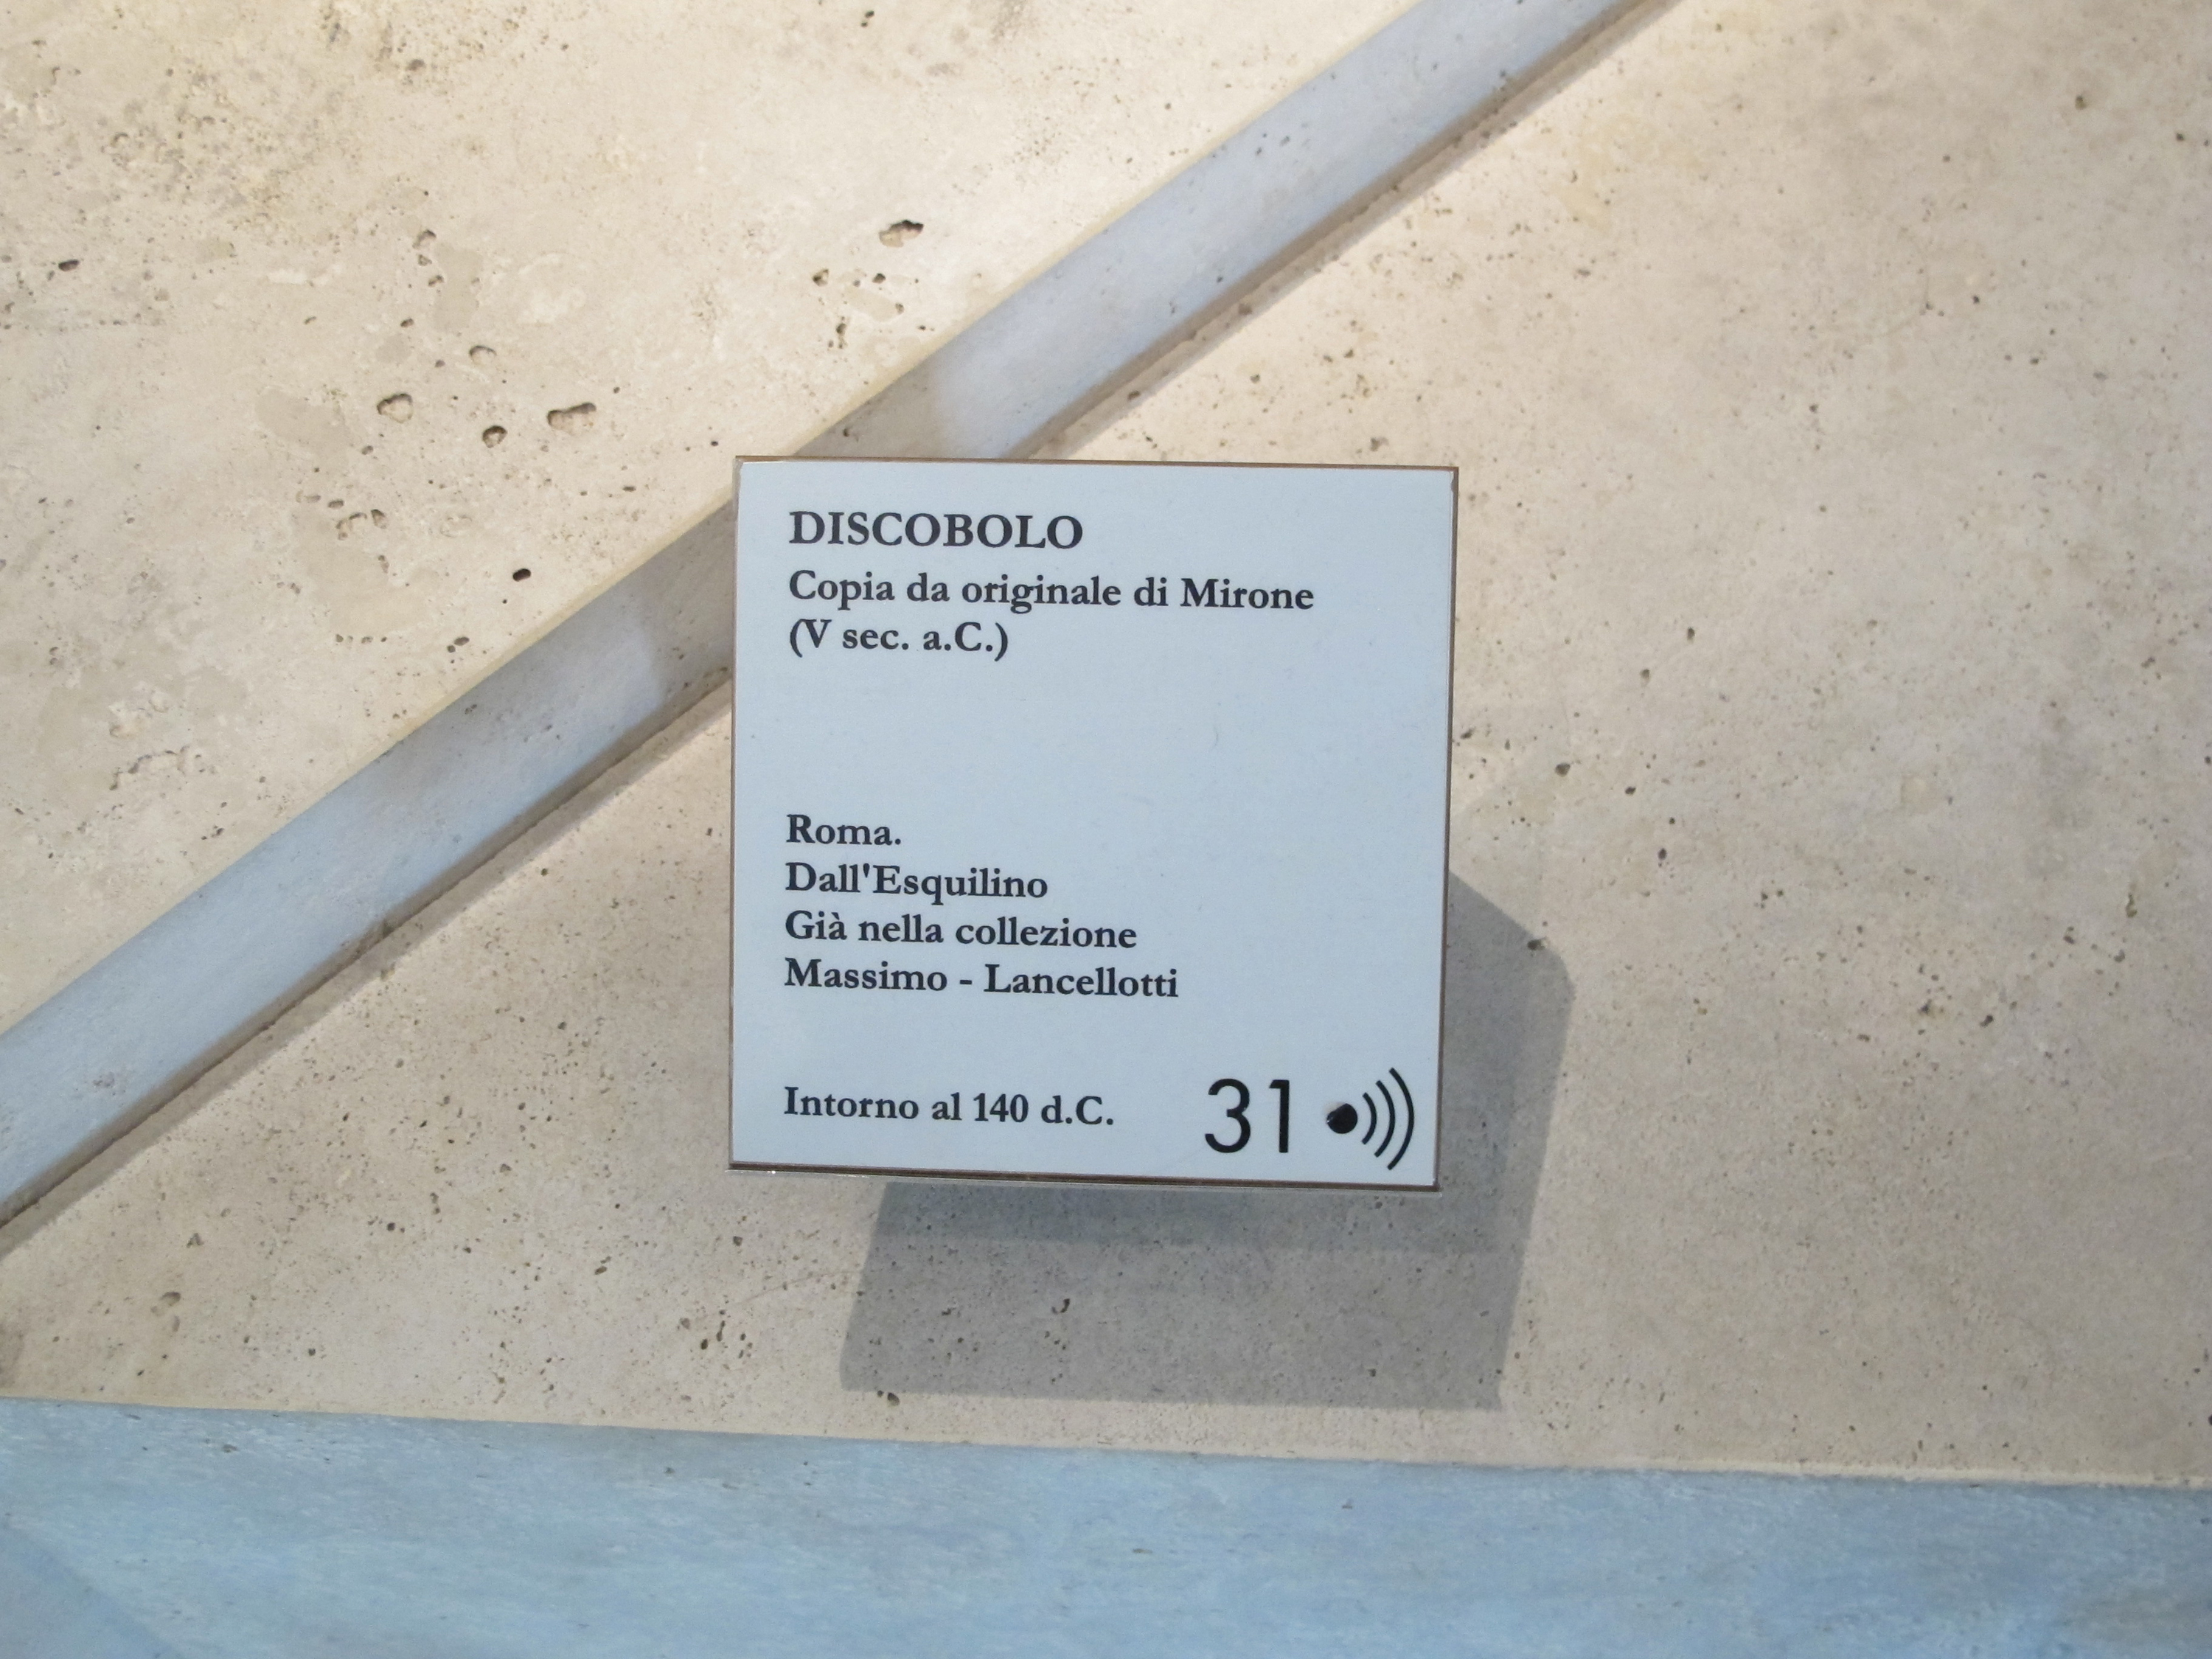 DISCOBOLO
Copia da originale di Mirone
(V sec. a.C.)
Roma.
Dall'Esquilino
Già nella collezione
Massimo - Lancellotti
Intorno al 140 d.C.
31